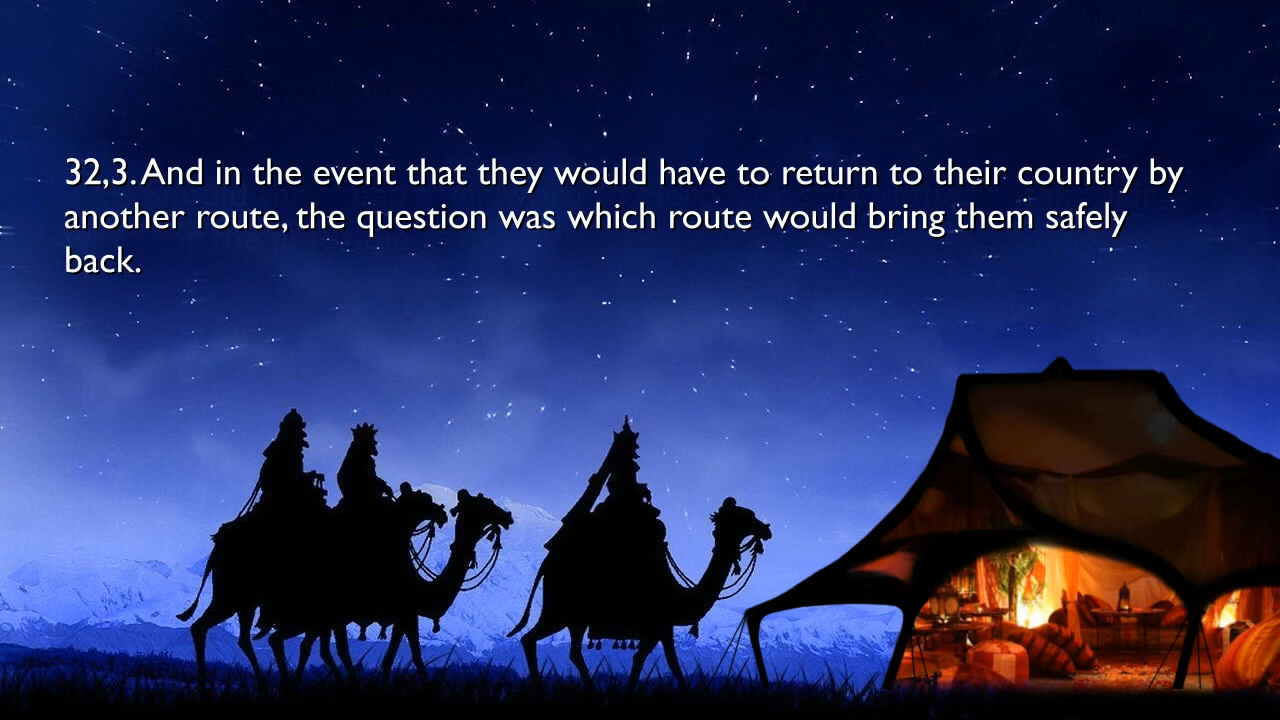 32,3. And in the event that they would have to return to their country by
another route, the question was which route would bring them safely
back.